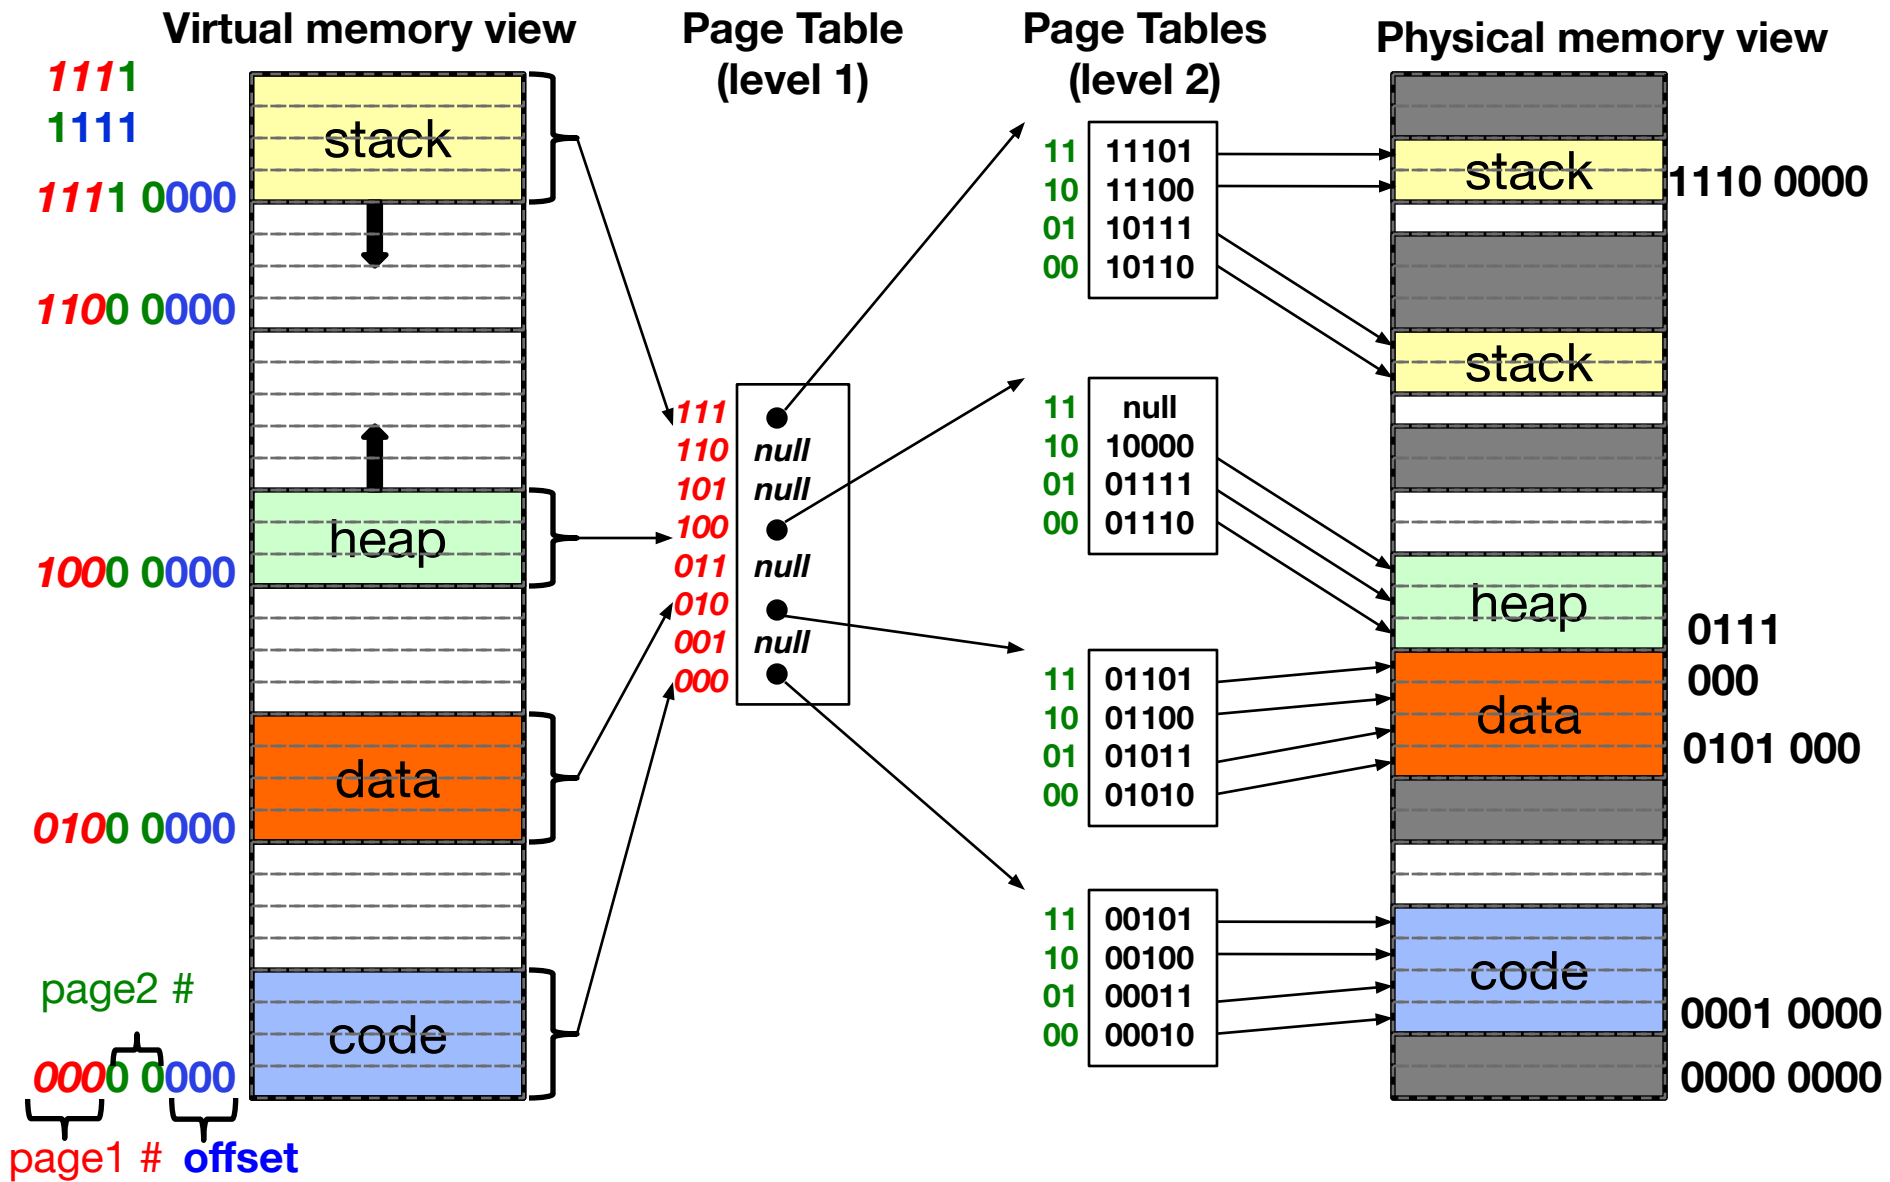 Virtual memory view
1111
1111
stack
1111 0000
1100 0000
heap
1000 0000
data
0100 0000
page2 #
code
0000 0000
page1 # offset
Page Table
(level 1)
111
110 null
101 null
100
011 null
010
001 null
000
Page Tables
(level 2)
11 11101
10 11100
01 10111
00 10110
11 null
10 10000
01 01111
00 01110
11 01101
10 01100
01 01011
00 01010
11 00101
10 00100
01 00011
00 00010
Physical memory view
stack 1110 0000
stack
heap 0111
000
data
0101 000
code
0001 0000
0000 0000